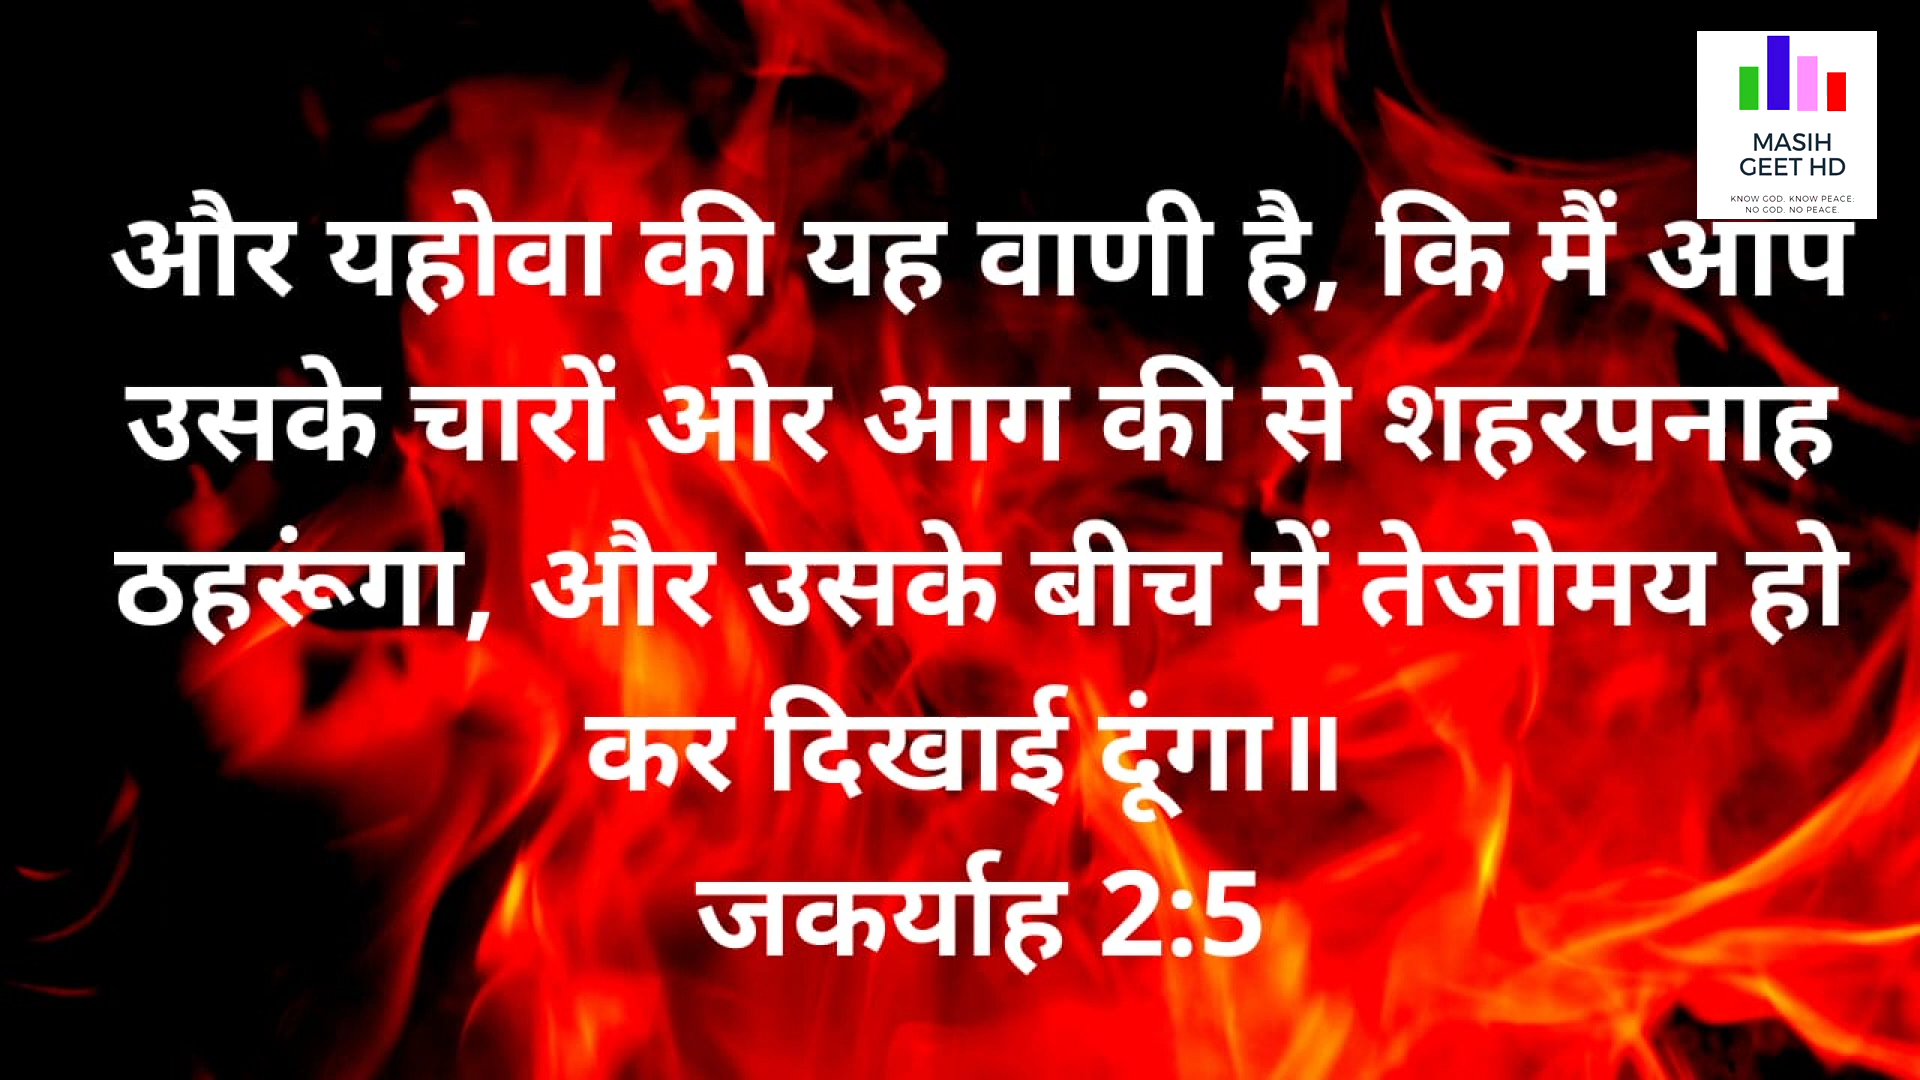 MASIH
GEET HD
KNOW GOD. KNOW PEACE.
NO GOD. NO PEACE.
और यहोवा की यह वाणी है, कि मैं आप
उसके चारों ओर आग की से शहरपनाह
ठहरूंगा, और उसके बीच में तेजोमय हो
कर दिखाई दूंगा॥
जकर्याह 2:5